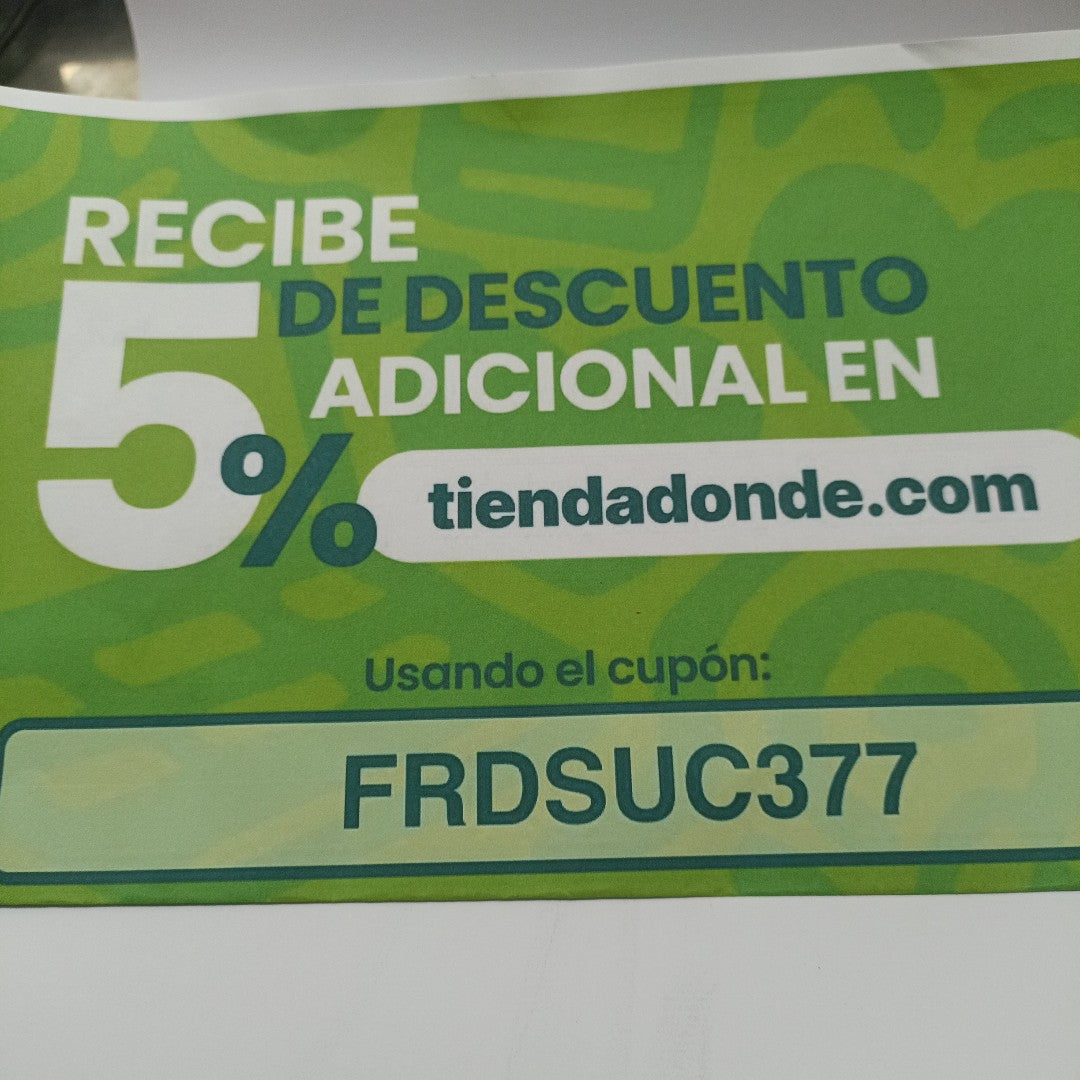 RECIBE
5% DE DESCUENTO
ADICIONAL EN
tiendadonde.com
Usando el cupón:
FRDSUC377